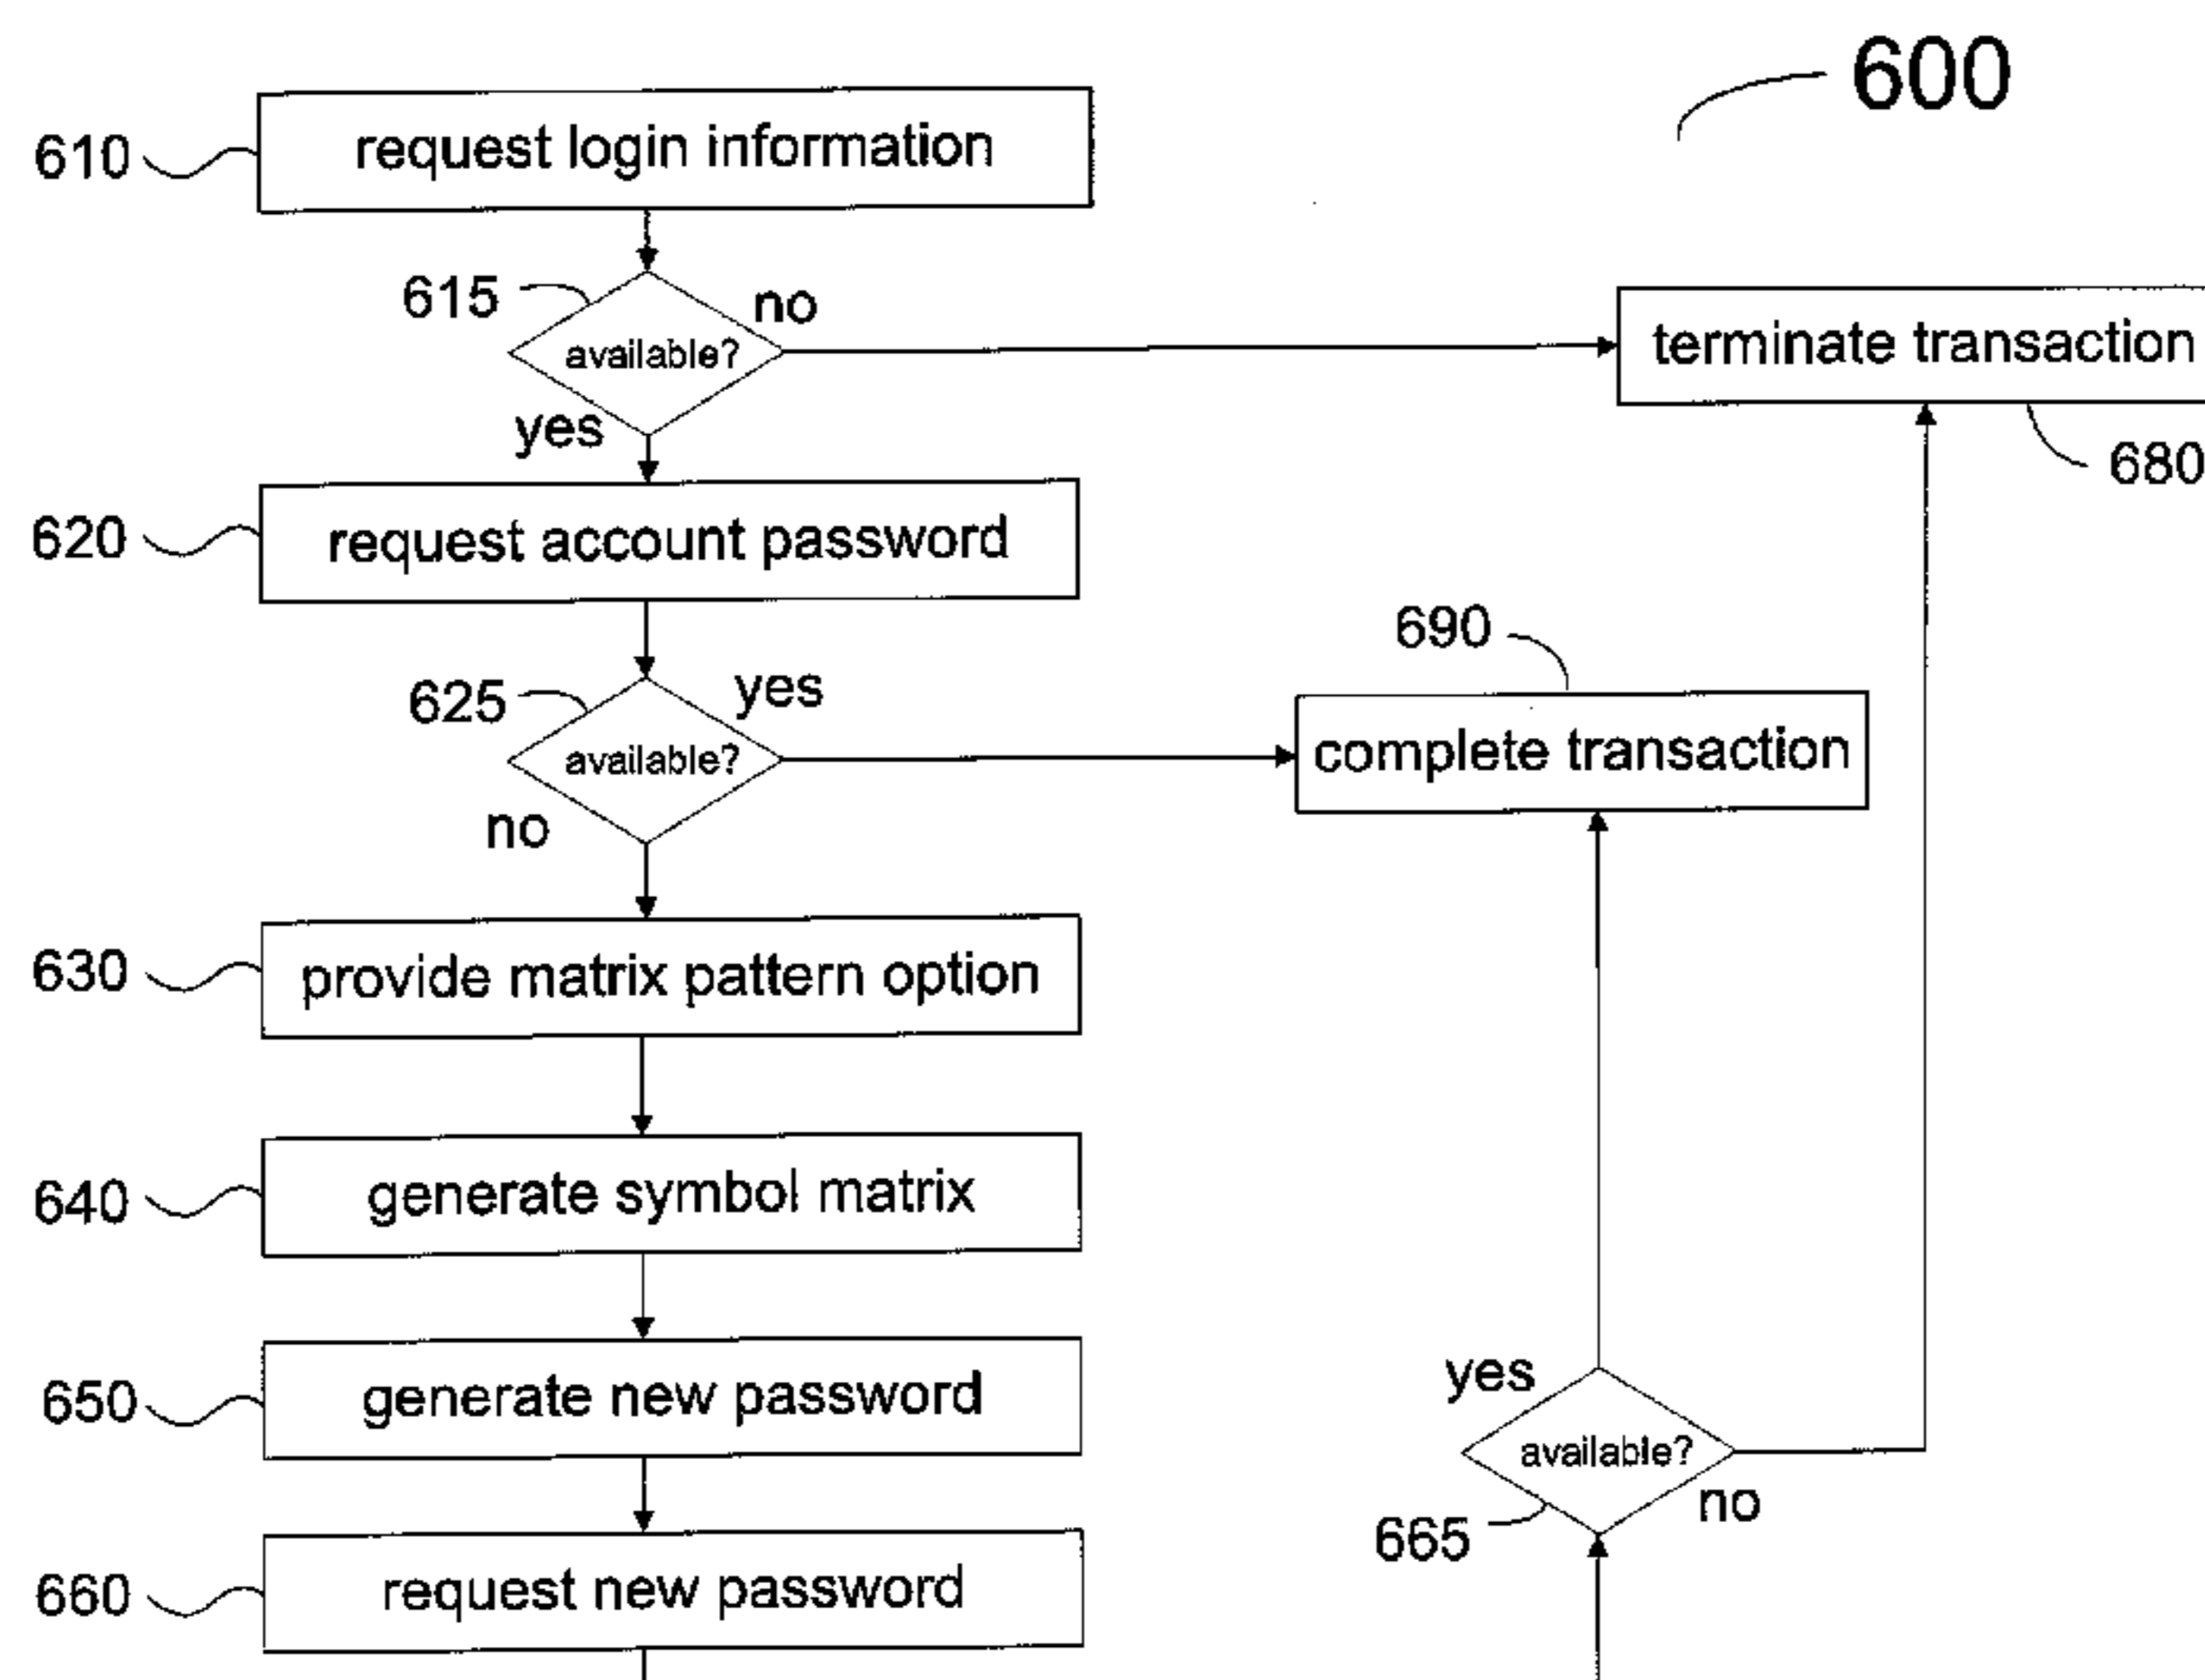 600
610
request login information
615
no
available?
yes
terminate transaction
680
620
request account password
690
625
yes
available?
no
complete transaction
630
provide matrix pattern option
640
generate symbol matrix
650
generate new password
yes
available?
no
665
660
request new password